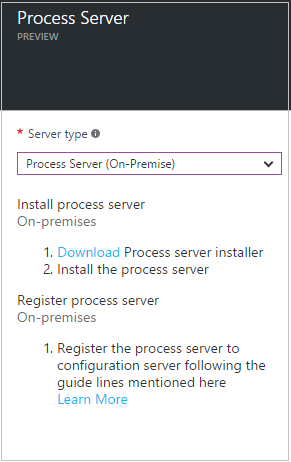 Process Server
PREVIEW
* Server type
Process Server (On-Premise)
Install process server
On-premises
1. Download Process server installer
2. Install the process server
Register process server
On-premises
1. Register the process server to
configuration server following the
guide lines mentioned here
Learn More